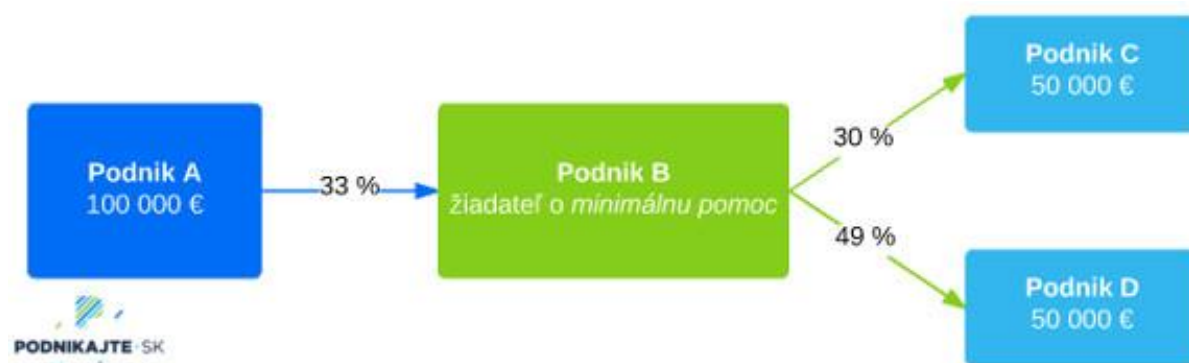 Podnik A
100 000 €
33 %
Podnik B
žiadateľ o minimálnu pomoc
30 %
49 %
Podnik C
50 000 €
Podnik D
50 000 €
PODNIKAJTE·SK